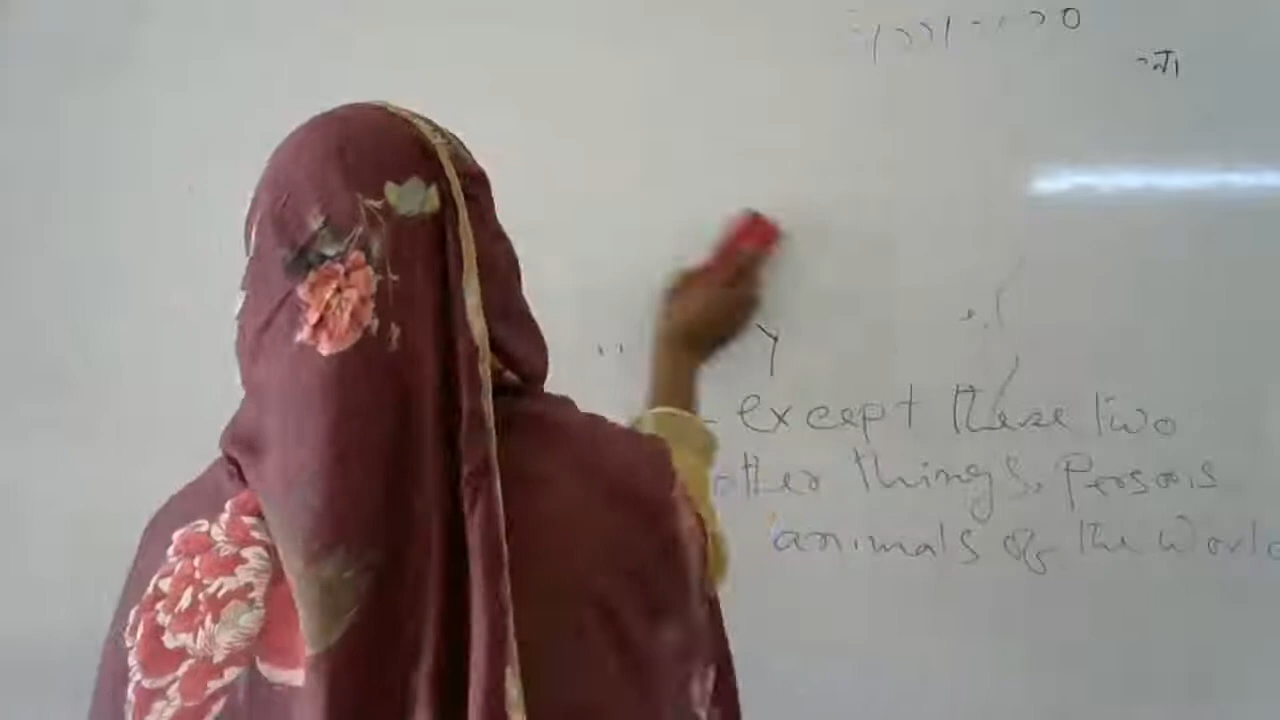 except these two
other things, Persons
animals of the World